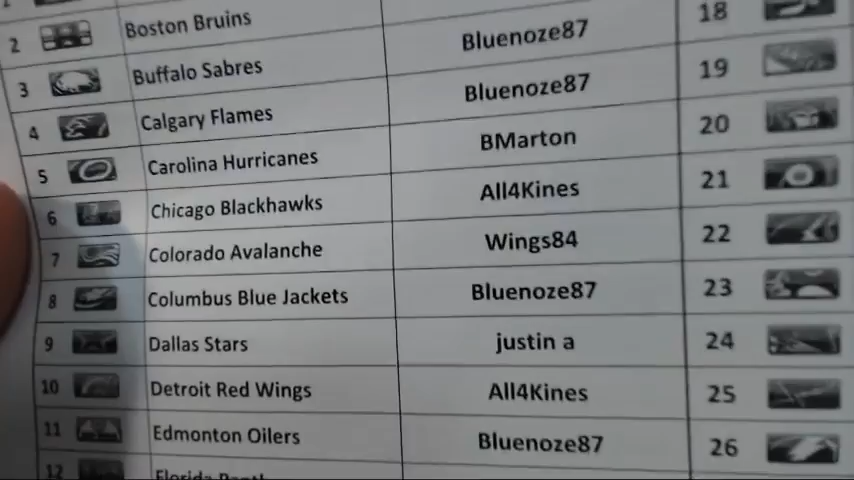 2 Boston Bruins
3 Buffalo Sabres Bluenoze87 18
4 Calgary Flames Bluenoze87 19
5 Carolina Hurricanes BMarton 20
6 Chicago Blackhawks All4Kines 21
7 Colorado Avalanche Wings84 22
8 Columbus Blue Jackets Bluenoze87 23
9 Dallas Stars justin a 24
10 Detroit Red Wings All4Kines 25
11 Edmonton Oilers Bluenoze87 26
12 Florida